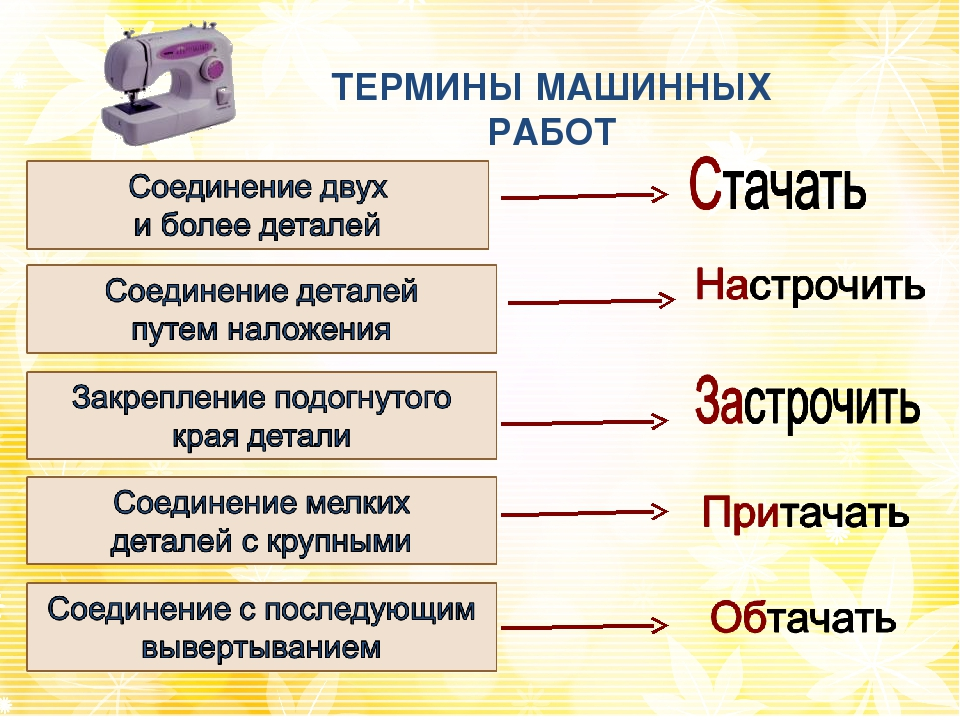 ТЕРМИНЫ МАШИННЫХ
РАБОТ
Соединение двух
и более деталей
Стачать
Соединение деталей
путем наложения
Настрочить
Закрепление подогнутого
края детали
Застрочить
Соединение мелких
деталей с крупными
Притачать
Соединение с последующим
вывертыванием
Обтачать